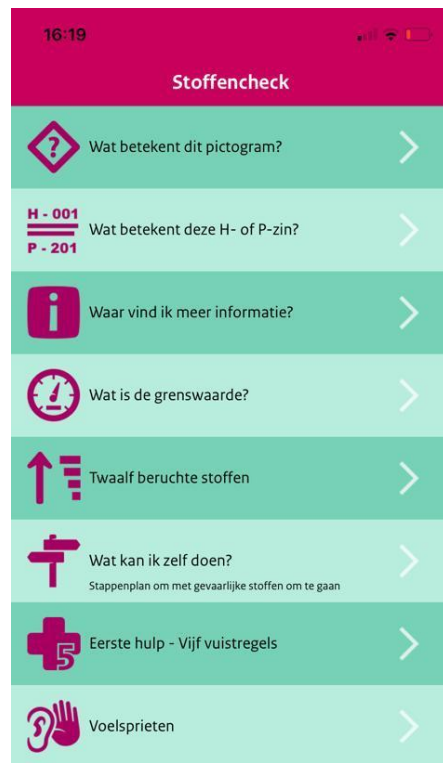 16:19
Stoffencheck
Wat betekent dit pictogram?
H - 001
P - 201
Wat betekent deze H- of P-zin?
Waar vind ik meer informatie?
Wat is de grenswaarde?
Twaalf beruchte stoffen
Wat kan ik zelf doen?
Stappenplan om met gevaarlijke stoffen om te gaan
5
Eerste hulp - Vijf vuistregels
Voelsprieten